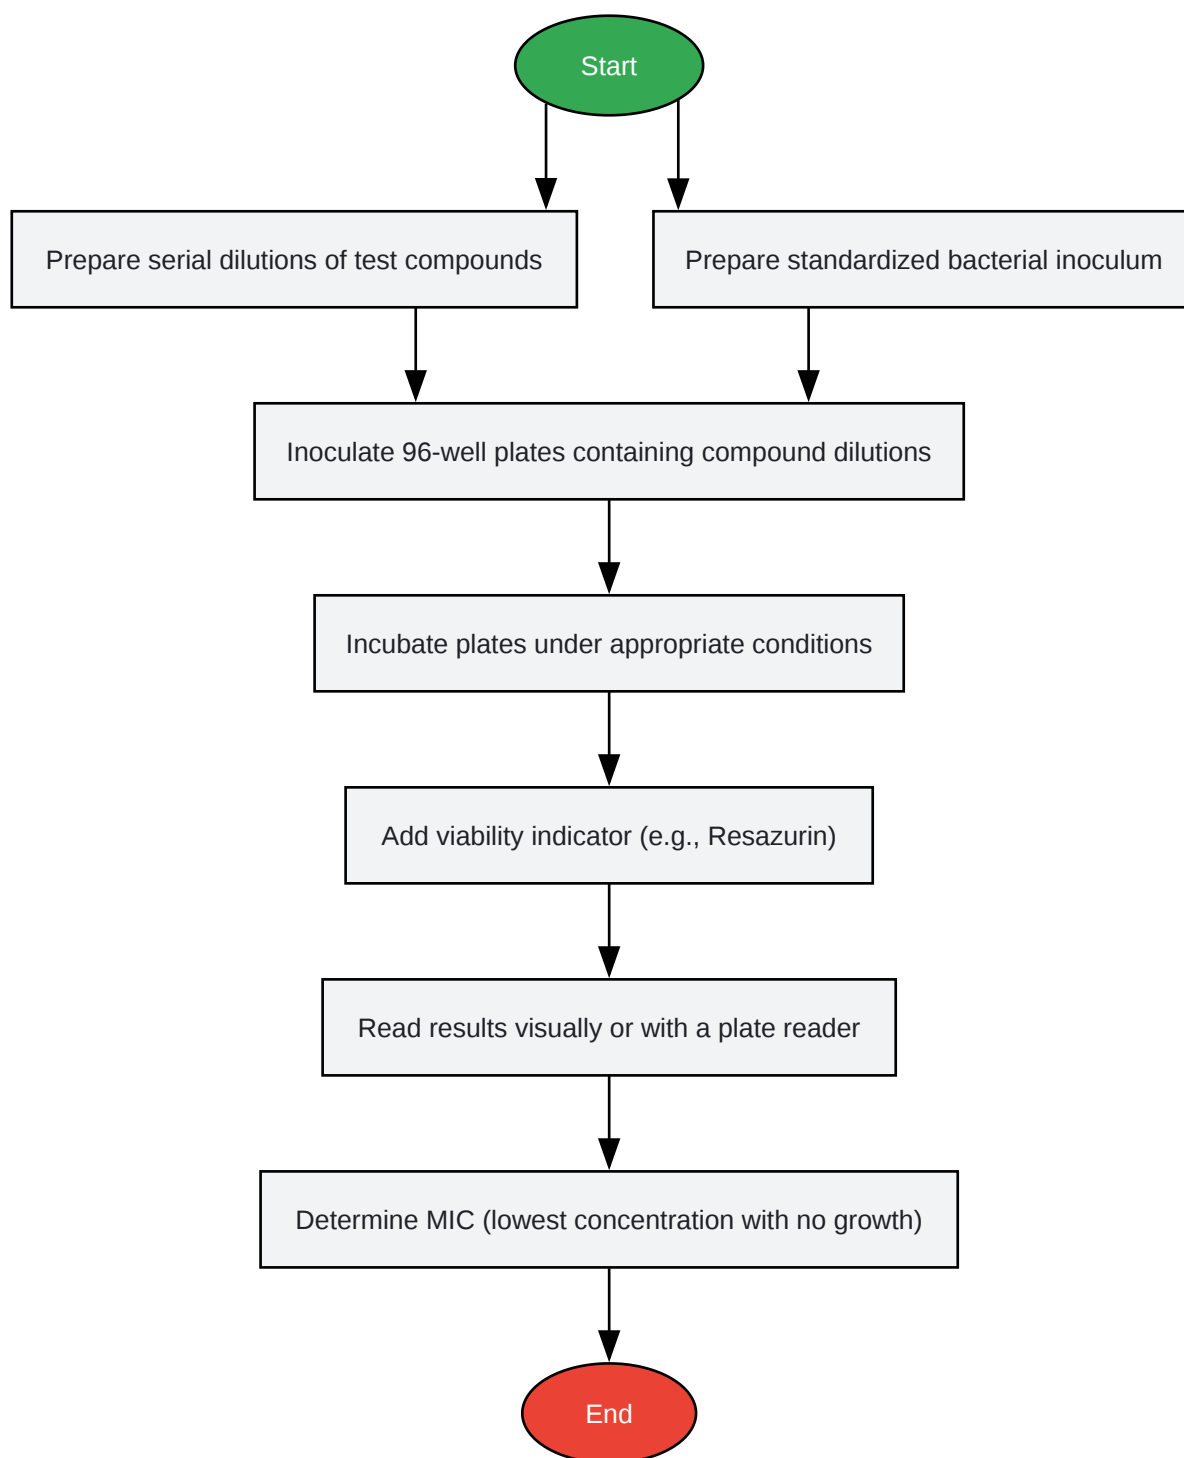 Start
Prepare serial dilutions of test compounds
Prepare standardized bacterial inoculum
Inoculate 96-well plates containing compound dilutions
Incubate plates under appropriate conditions
Add viability indicator (e.g., Resazurin)
Read results visually or with a plate reader
Determine MIC (lowest concentration with no growth)
End